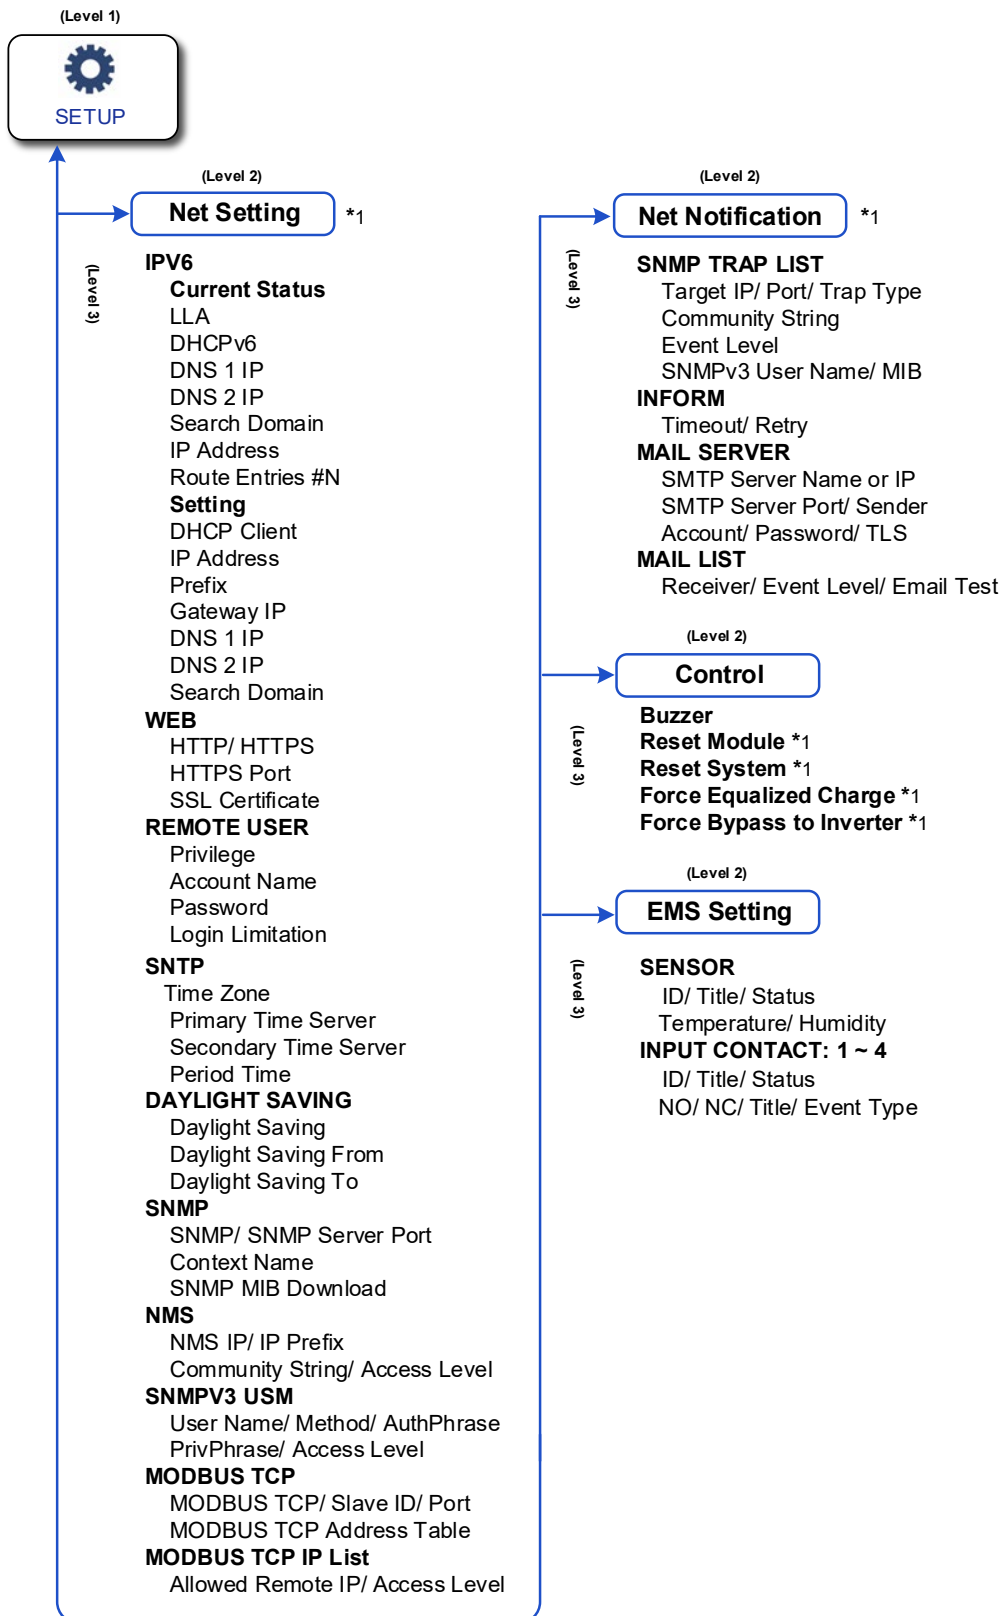 (Level 1)
SETUP
(Level 2)
Net Setting *1
(Level 3)
IPV6
Current Status
LLA
DHCPv6
DNS 1 IP
DNS 2 IP
Search Domain
IP Address
Route Entries #N
Setting
DHCP Client
IP Address
Prefix
Gateway IP
DNS 1 IP
DNS 2 IP
Search Domain
WEB
HTTP/ HTTPS
HTTPS Port
SSL Certificate
REMOTE USER
Privilege
Account Name
Password
Login Limitation
SNTP
Time Zone
Primary Time Server
Secondary Time Server
Period Time
DAYLIGHT SAVING
Daylight Saving
Daylight Saving From
Daylight Saving To
SNMP
SNMP/ SNMP Server Port
Context Name
SNMP MIB Download
NMS
NMS IP/ IP Prefix
Community String/ Access Level
SNMPV3 USM
User Name/ Method/ AuthPhrase
PrivPhrase/ Access Level
MODBUS TCP
MODBUS TCP/ Slave ID/ Port
MODBUS TCP Address Table
MODBUS TCP IP List
Allowed Remote IP/ Access Level
(Level 2)
Net Notification *1
(Level 3)
SNMP TRAP LIST
Target IP/ Port/ Trap Type
Community String
Event Level
SNMPv3 User Name/ MIB
INFORM
Timeout/ Retry
MAIL SERVER
SMTP Server Name or IP
SMTP Server Port/ Sender
Account/ Password/ TLS
MAIL LIST
Receiver/ Event Level/ Email Test
(Level 2)
Control
(Level 3)
Buzzer
Reset Module *1
Reset System *1
Force Equalized Charge *1
Force Bypass to Inverter *1
(Level 2)
EMS Setting
(Level 3)
SENSOR
ID/ Title/ Status
Temperature/ Humidity
INPUT CONTACT: 1 ~ 4
ID/ Title/ Status
NO/ NC/ Title/ Event Type